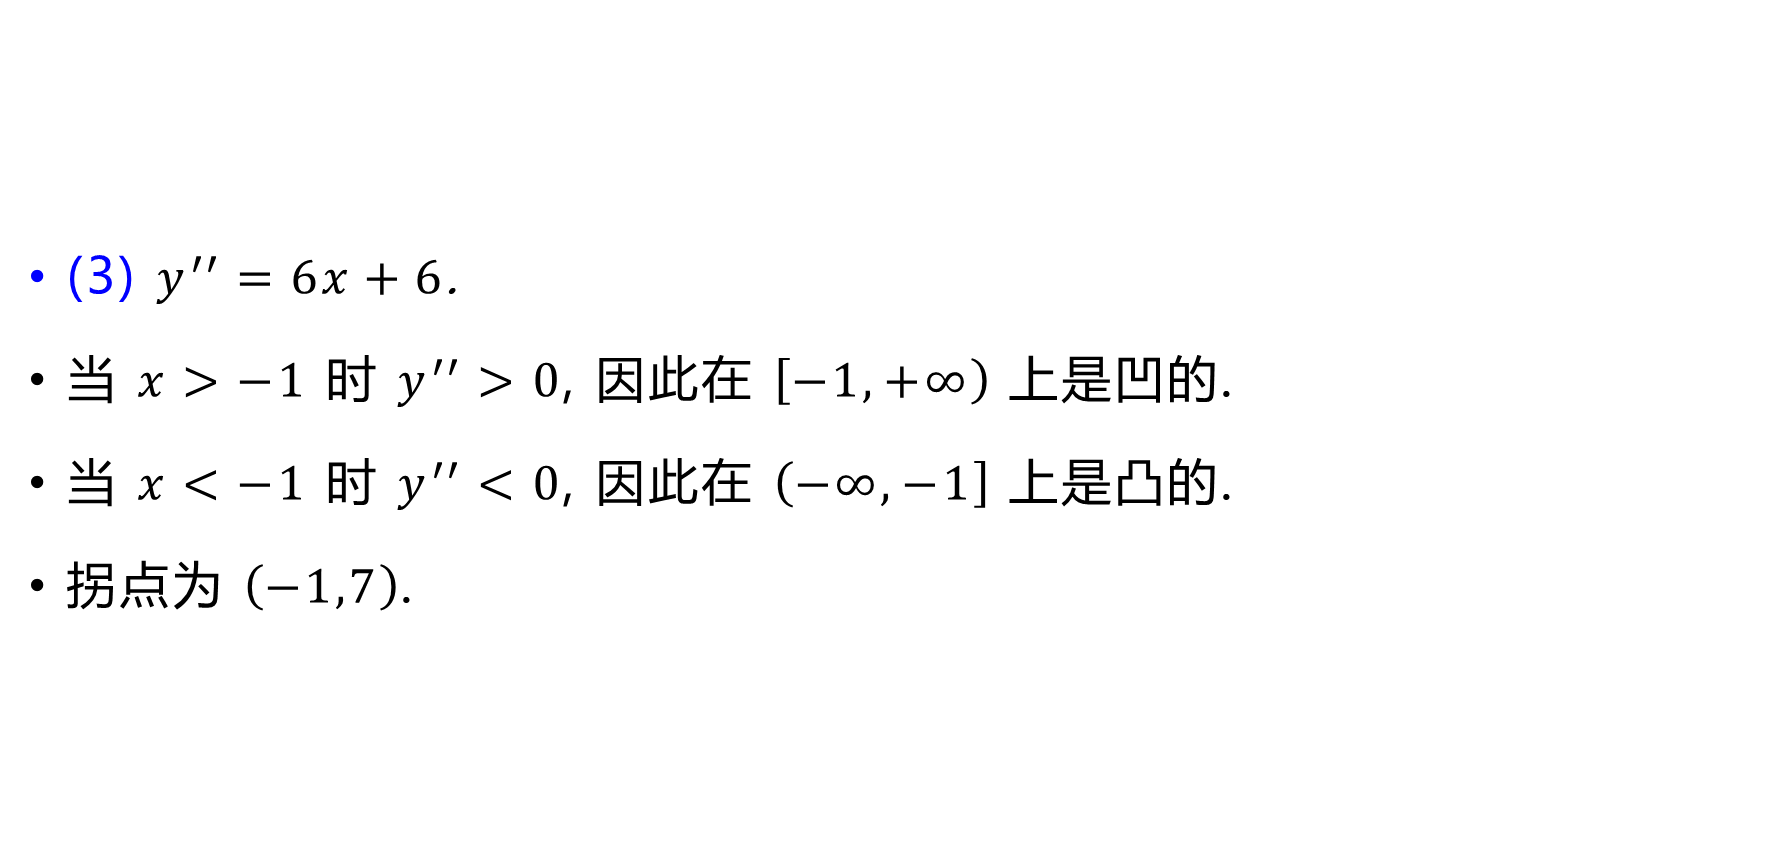 • (3) y′′ = 6x + 6.
• 当 x > −1 时 y′′ > 0, 因此在 [−1, +∞) 上是凹的.
• 当 x < −1 时 y′′ < 0, 因此在 (−∞, −1] 上是凸的.
• 拐点为 (−1,7).